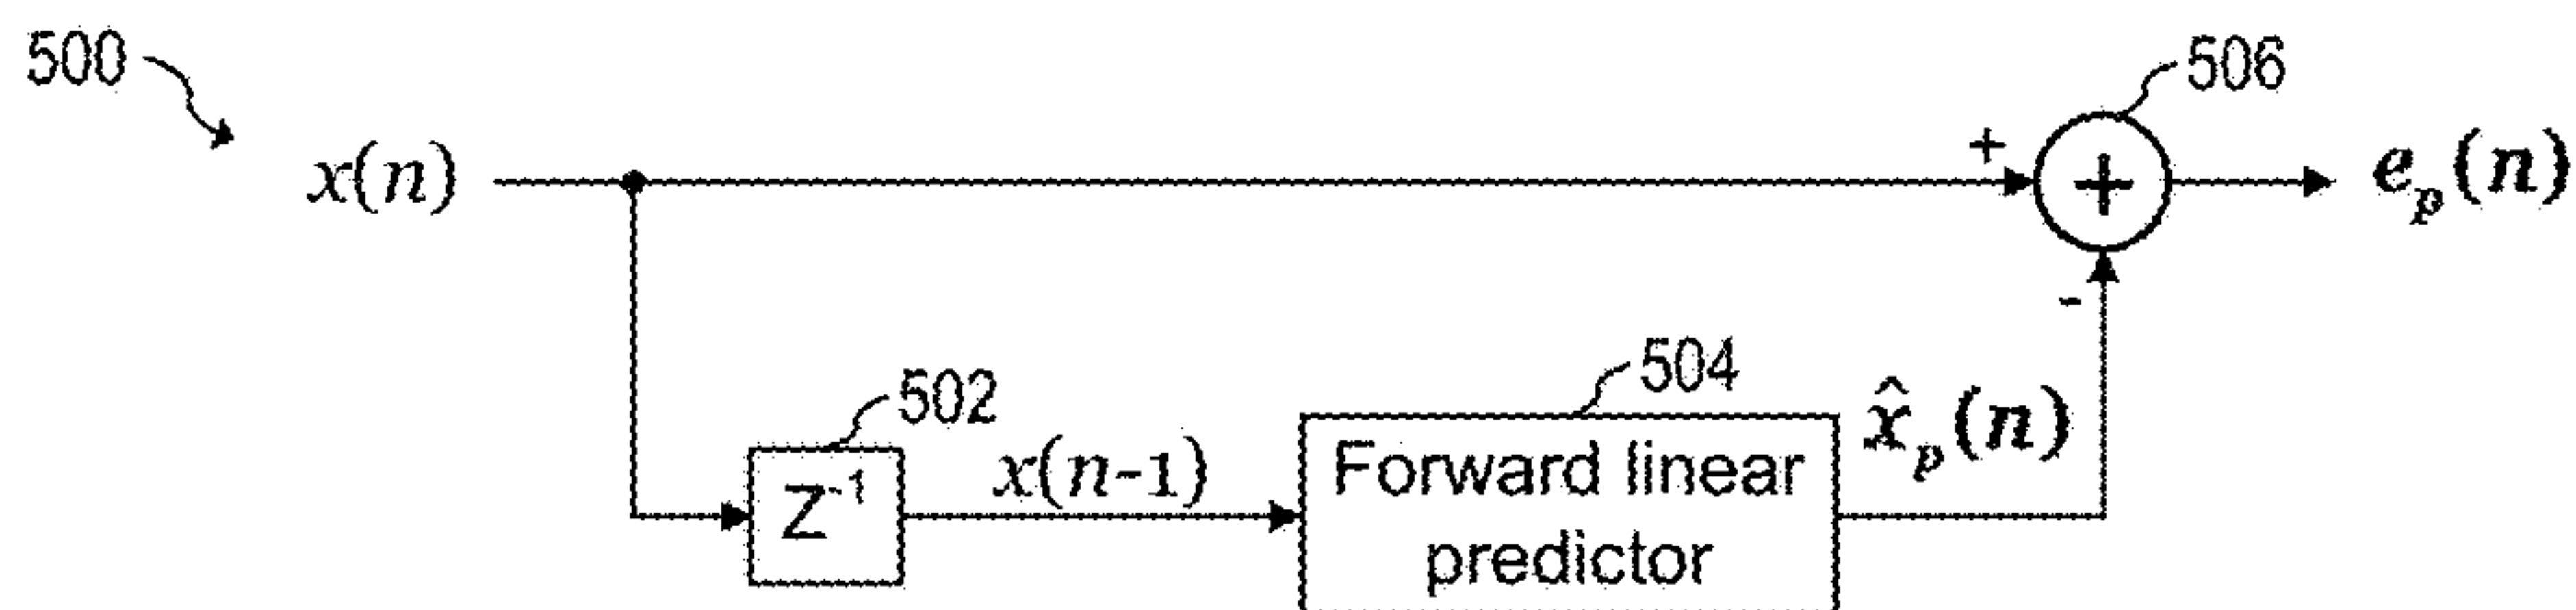 500
506
x(n)
+
+
e_p(n)
-
502
504
Z^-1
x(n-1)
Forward linear
predictor
x̂_p(n)